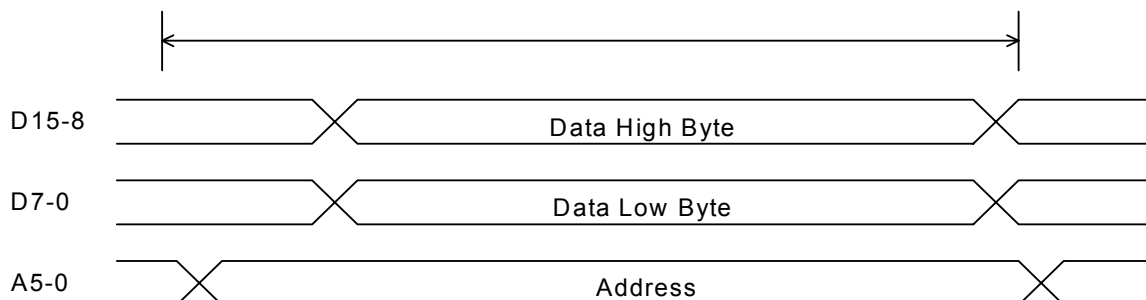 D15-8 Data High Byte
D7-0 Data Low Byte
A5-0 Address